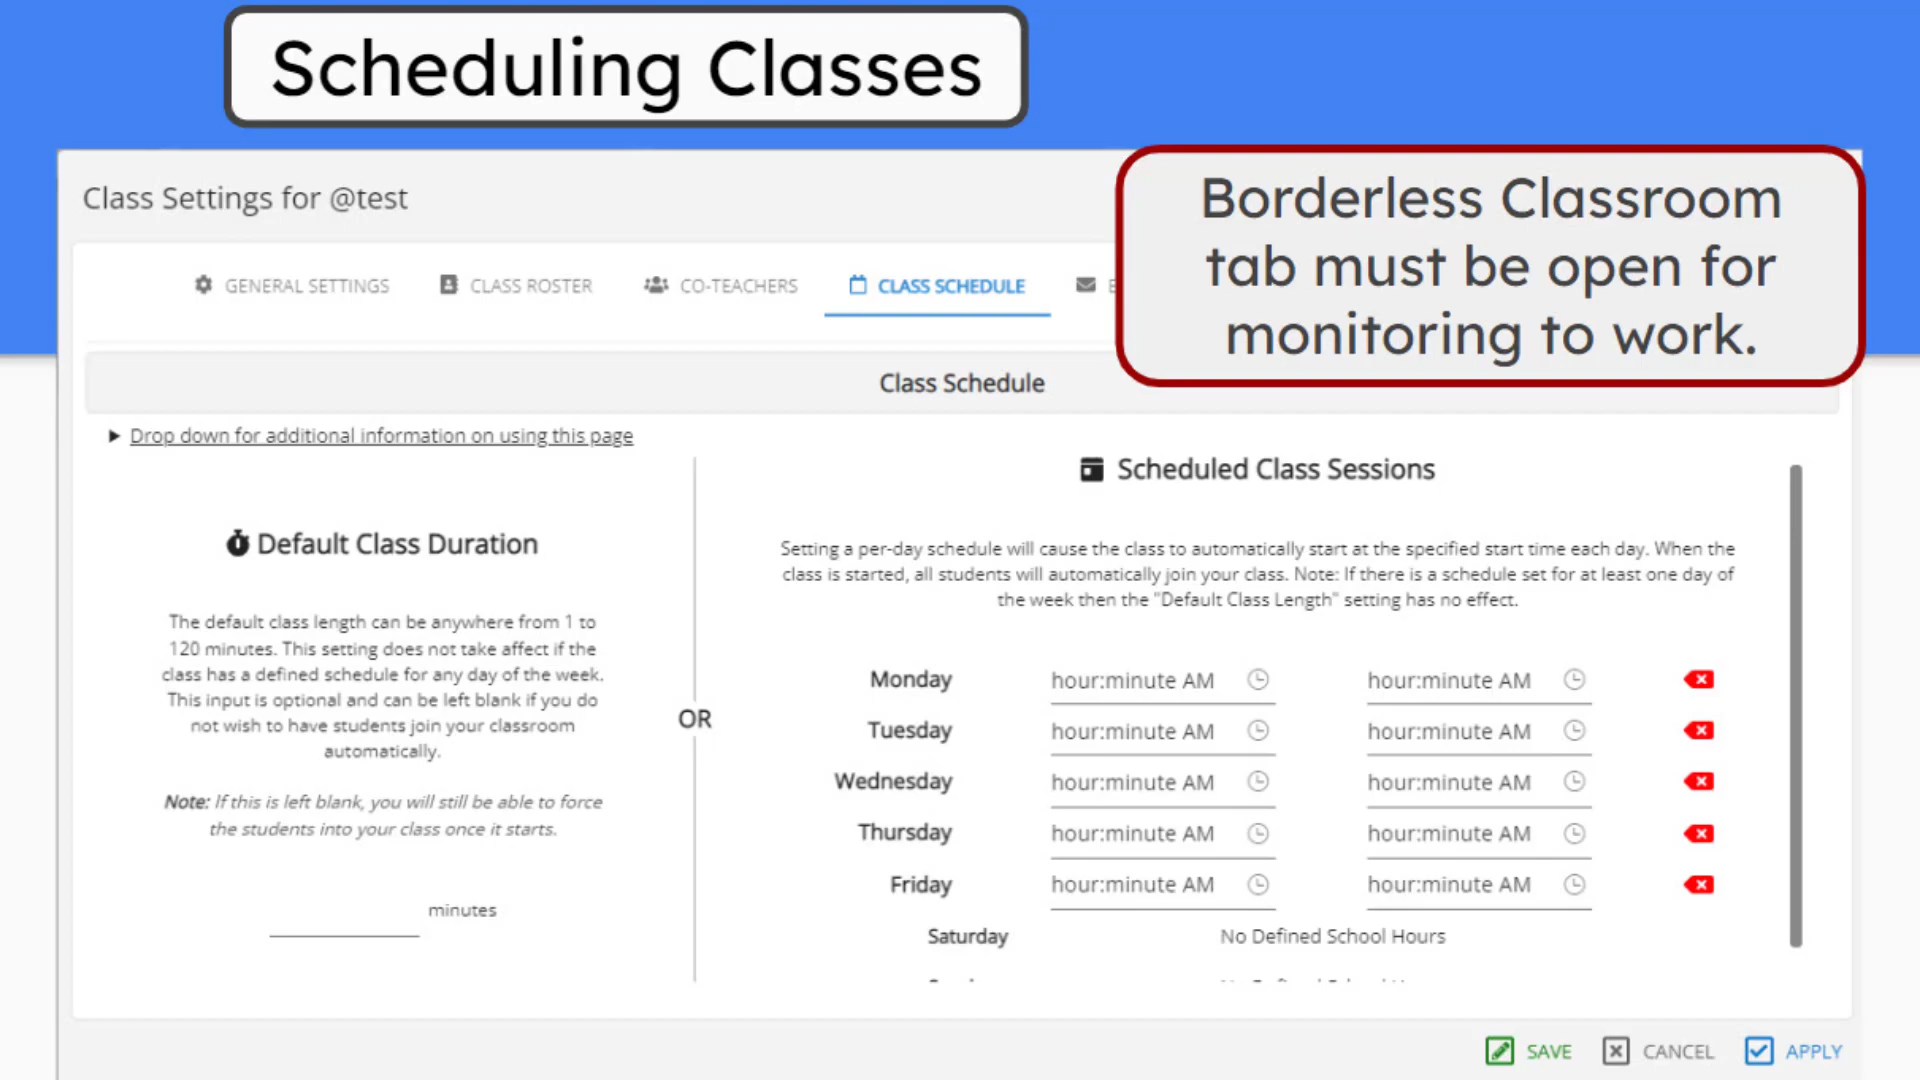 Scheduling Classes
Borderless Classroom
tab must be open for
monitoring to work.
Class Settings for @test
GENERAL SETTINGS
CLASS ROSTER
CO-TEACHERS
CLASS SCHEDULE
Class Schedule
Drop down for additional information on using this page
Default Class Duration
The default class length can be anywhere from 1 to
120 minutes. This setting does not take affect if the
class has a defined schedule for any day of the week.
This input is optional and can be left blank if you do
not wish to have students join your classroom
automatically.
Note: If this is left blank, you will still be able to force
the students into your class once it starts.
minutes
OR
Scheduled Class Sessions
Setting a per-day schedule will cause the class to automatically start at the specified start time each day. When the
class is started, all students will automatically join your class. Note: If there is a schedule set for at least one day of
the week then the "Default Class Length" setting has no effect.
Monday hour:minute AM hour:minute AM
Tuesday hour:minute AM hour:minute AM
Wednesday hour:minute AM hour:minute AM
Thursday hour:minute AM hour:minute AM
Friday hour:minute AM hour:minute AM
Saturday No Defined School Hours
SAVE CANCEL APPLY